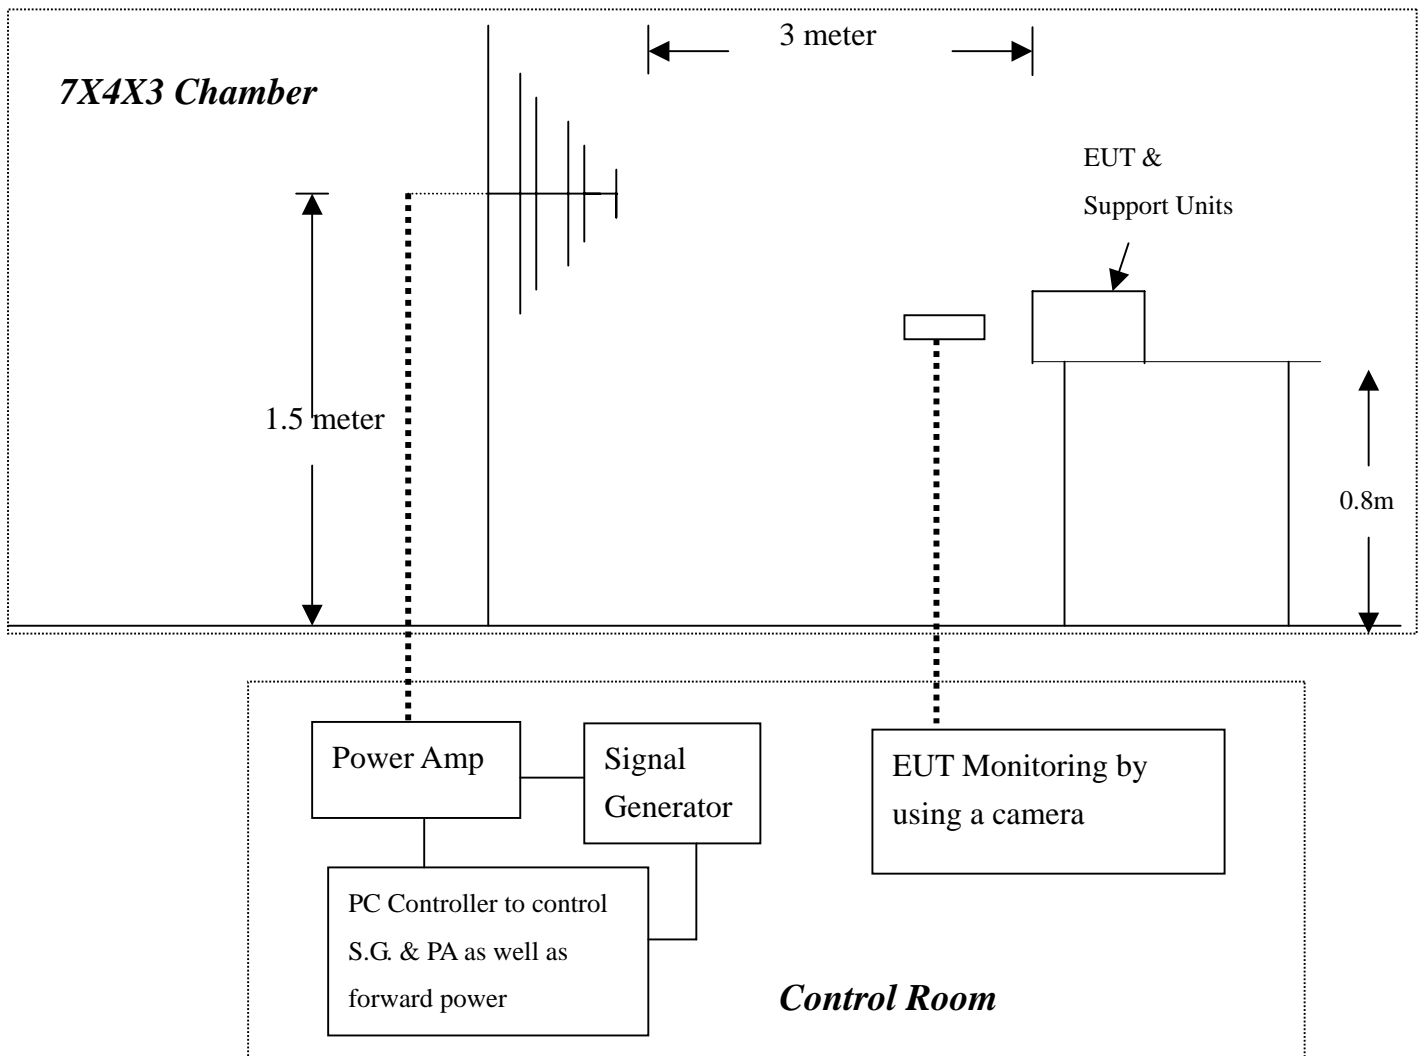 3 meter
7X4X3 Chamber
EUT &
Support Units
1.5 meter
0.8m
Power Amp
Signal
Generator
EUT Monitoring by
using a camera
PC Controller to control
S.G. & PA as well as
forward power
Control Room